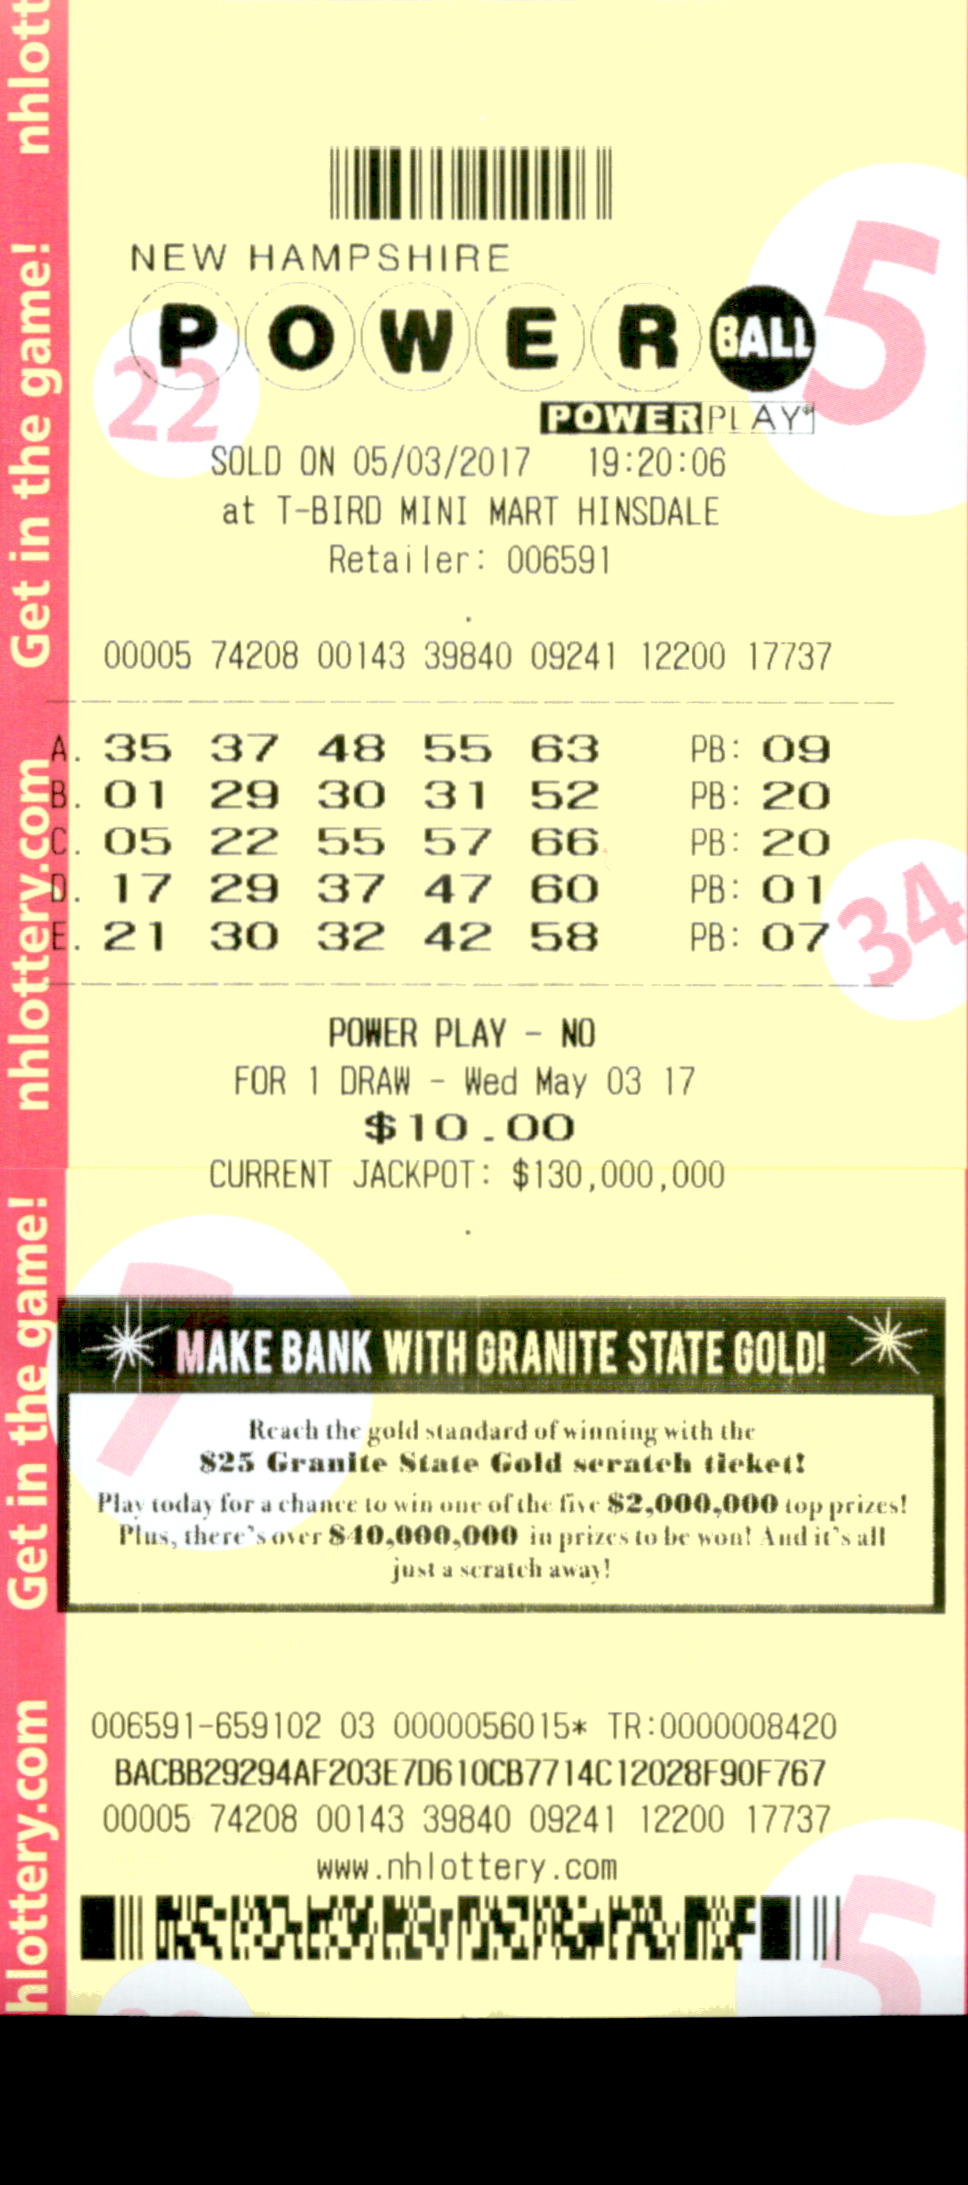 nhlott
Get in the game!
nhlottery.com
Get in the game!
hlottery.com
NEW HAMPSHIRE
POWER BALL
POWERPLAY®
5
22
SOLD ON 05/03/2017 19:20:06
at T-BIRD MINI MART HINSDALE
Retailer: 006591
00005 74208 00143 39840 09241 12200 17737
A. 35 37 48 55 63 PB: 09
B. 01 29 30 31 52 PB: 20
C. 05 22 55 57 66 PB: 20
D. 17 29 37 47 60 PB: 01
E. 21 30 32 42 58 PB: 07
34
POWER PLAY - NO
FOR 1 DRAW - Wed May 03 17
$10.00
CURRENT JACKPOT: $130,000,000
7
MAKE BANK WITH GRANITE STATE GOLD!
Reach the gold standard of winning with the
$25 Granite State Gold scratch ticket!
Play today for a chance to win one of the five $2,000,000 top prizes!
Plus, there's over $40,000,000 in prizes to be won! And it's all
just a scratch away!
006591-659102 03 0000056015* TR:0000008420
BACBB29294AF203E7D610CB7714C12028F90F767
00005 74208 00143 39840 09241 12200 17737
www.nhlottery.com
5